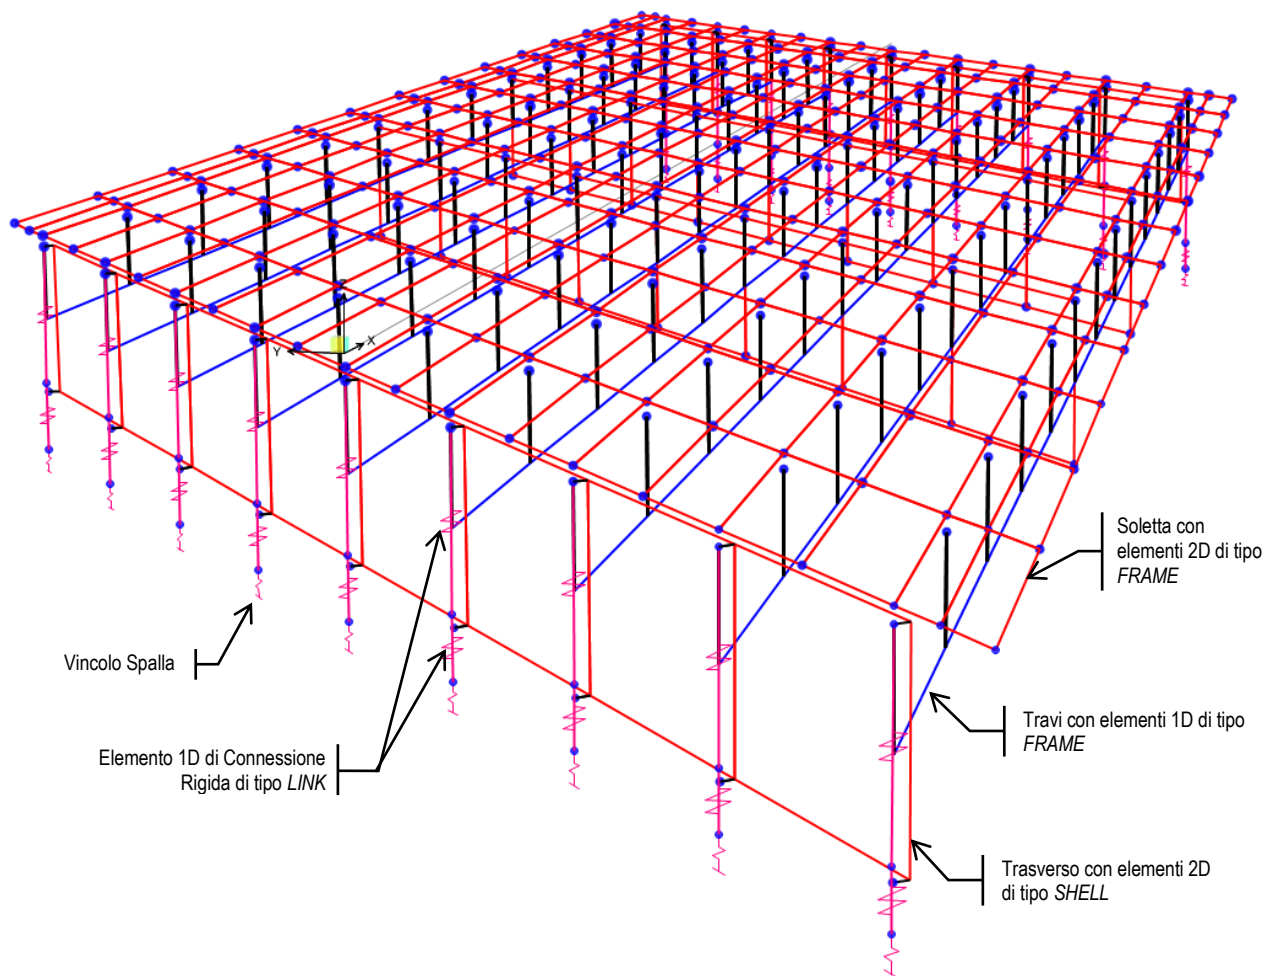 Z
X
Y
Soletta con
elementi 2D di tipo
FRAME
Vincolo Spalla
Travi con elementi 1D di tipo
FRAME
Elemento 1D di Connessione
Rigida di tipo LINK
Trasverso con elementi 2D
di tipo SHELL